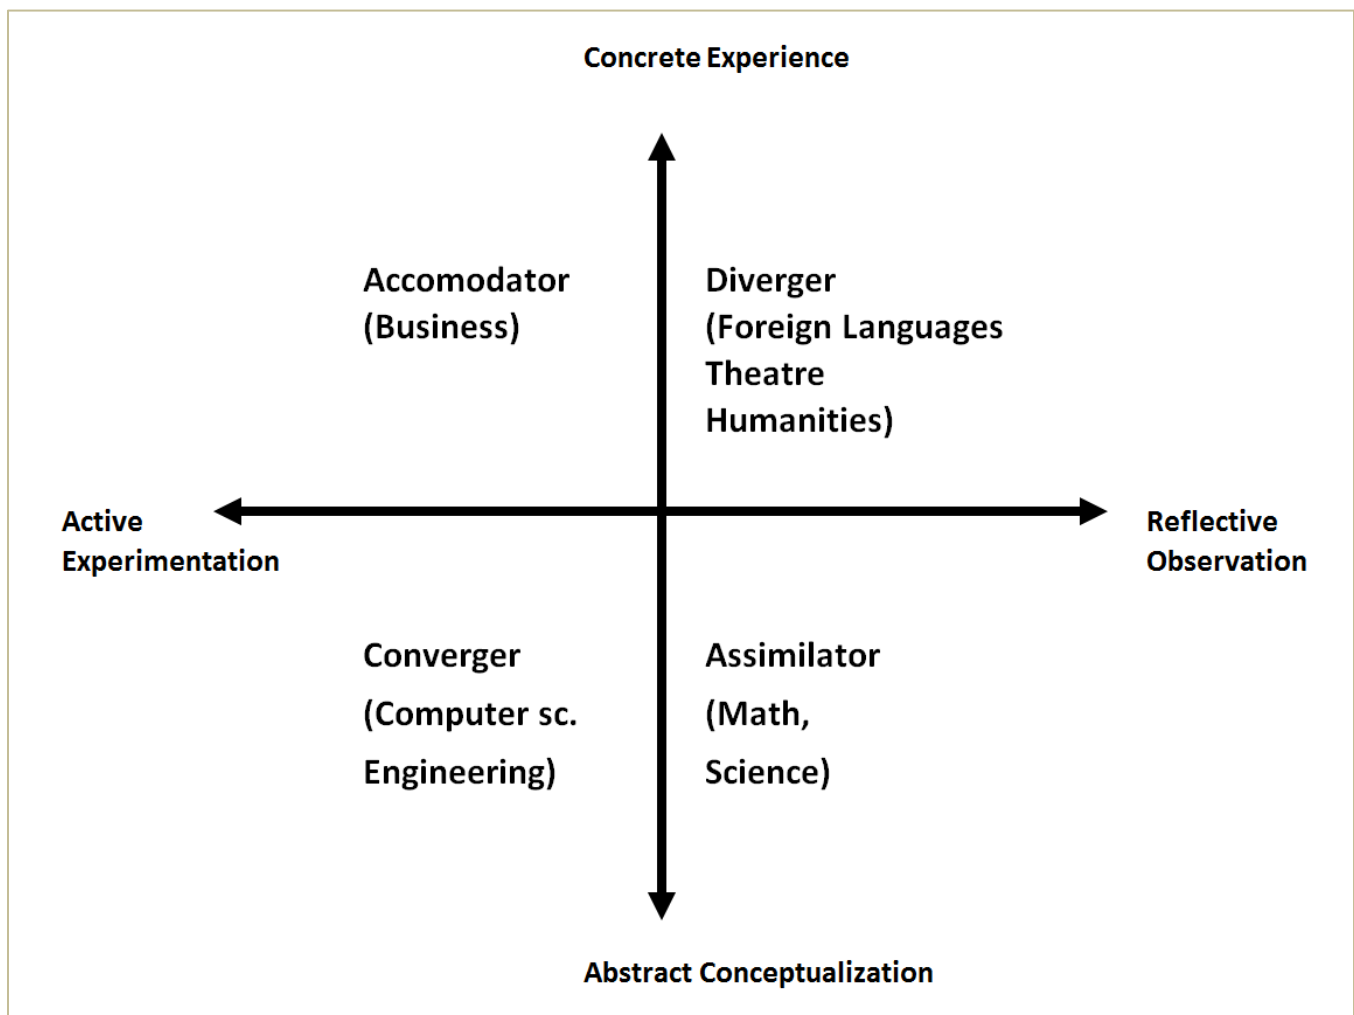 Concrete Experience
Accomodator
(Business)
Diverger
(Foreign Languages
Theatre
Humanities)
Active
Experimentation
Reflective
Observation
Converger
(Computer sc.
Engineering)
Assimilator
(Math,
Science)
Abstract Conceptualization